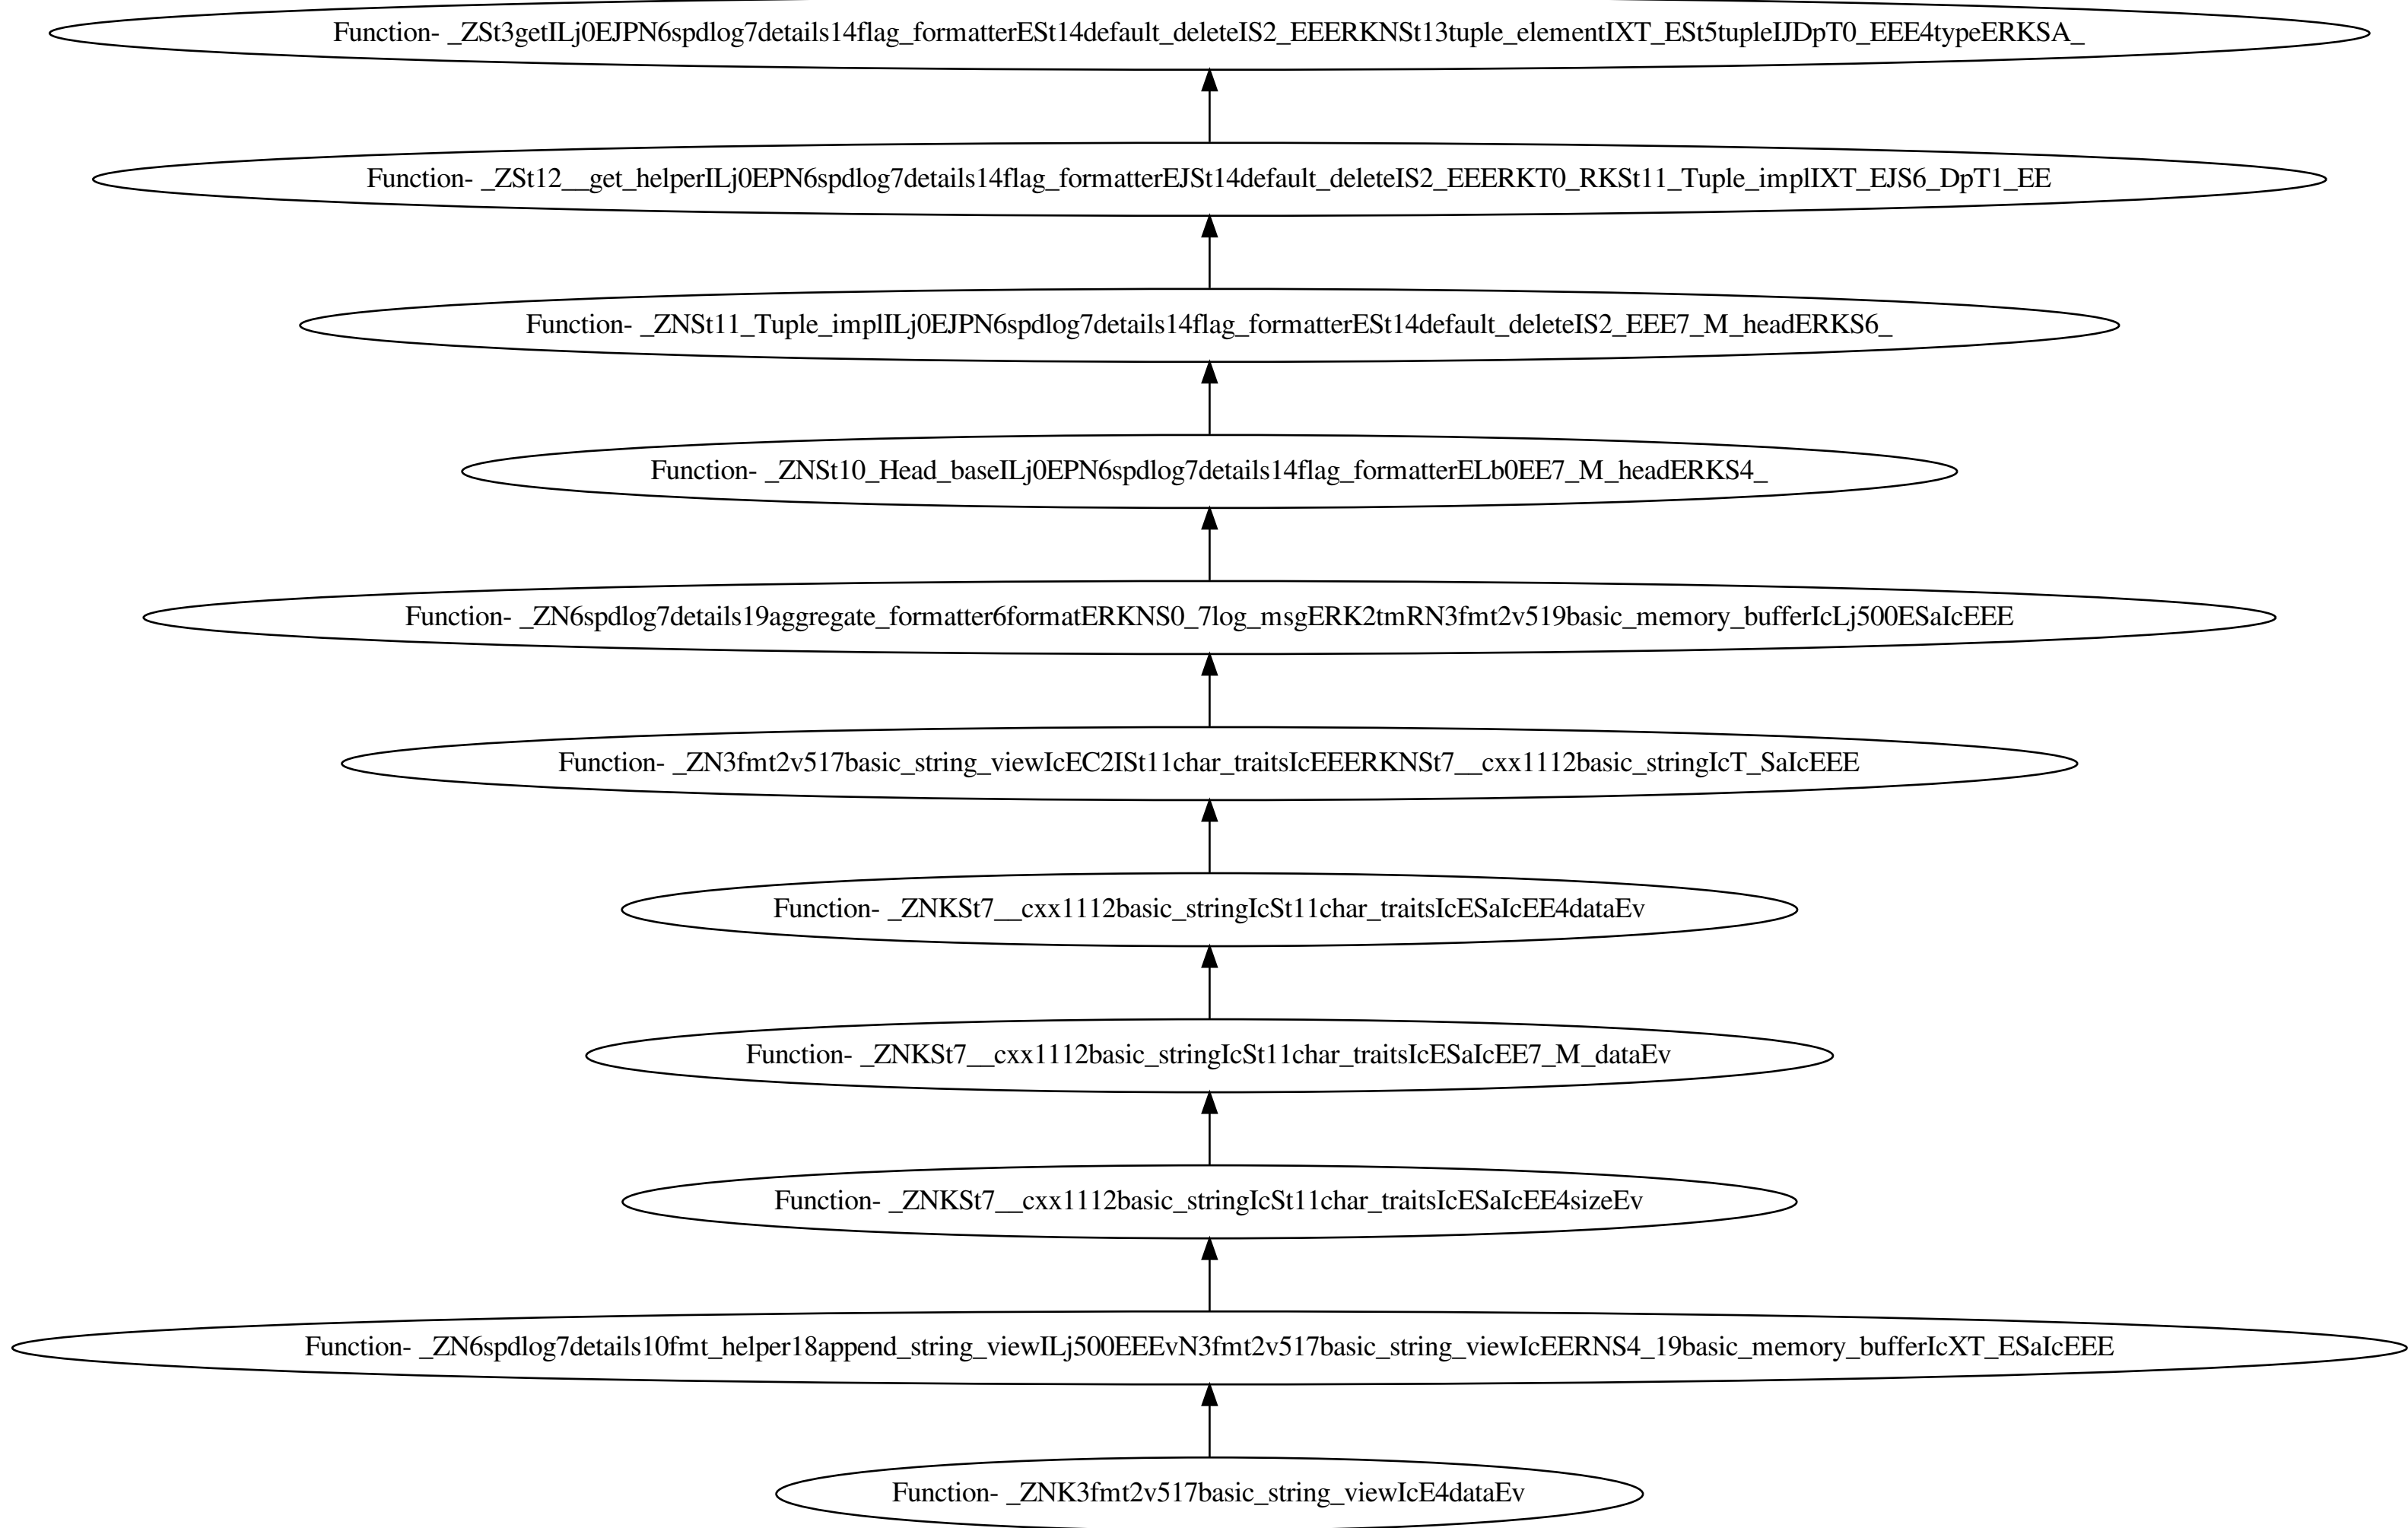 Function- _ZSt3getILj0EJPN6spdlog7details14flag_formatterESt14default_deleteIS2_EEERKNSt13tuple_elementIXT_ESt5tupleIJDpT0_EEE4typeERKSA_
Function- _ZSt12__get_helperILj0EPN6spdlog7details14flag_formatterEJSt14default_deleteIS2_EEERKT0_RKSt11_Tuple_implIXT_EJS6_DpT1_EE
Function- _ZNSt11_Tuple_implILj0EJPN6spdlog7details14flag_formatterESt14default_deleteIS2_EEE7_M_headERKS6_
Function- _ZNSt10_Head_baseILj0EPN6spdlog7details14flag_formatterELb0EE7_M_headERKS4_
Function- _ZN6spdlog7details19aggregate_formatter6formatERKNS0_7log_msgERK2tmRN3fmt2v519basic_memory_bufferIcLj500ESaIcEEE
Function- _ZN3fmt2v517basic_string_viewIcEC2ISt11char_traitsIcEEERKNSt7__cxx1112basic_stringIcT_SaIcEEE
Function- _ZNKSt7__cxx1112basic_stringIcSt11char_traitsIcESaIcEE4dataEv
Function- _ZNKSt7__cxx1112basic_stringIcSt11char_traitsIcESaIcEE7_M_dataEv
Function- _ZNKSt7__cxx1112basic_stringIcSt11char_traitsIcESaIcEE4sizeEv
Function- _ZN6spdlog7details10fmt_helper18append_string_viewILj500EEEvN3fmt2v517basic_string_viewIcEERNS4_19basic_memory_bufferIcXT_ESaIcEEE
Function- _ZNK3fmt2v517basic_string_viewIcE4dataEv